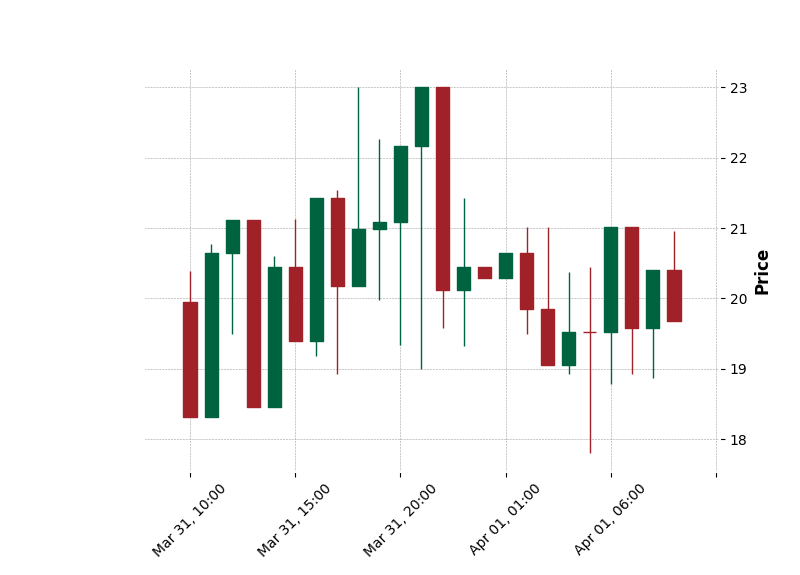 23
22
21
20
19
18
Price
Mar 31, 10:00
Mar 31, 15:00
Mar 31, 20:00
Apr 01, 01:00
Apr 01, 06:00